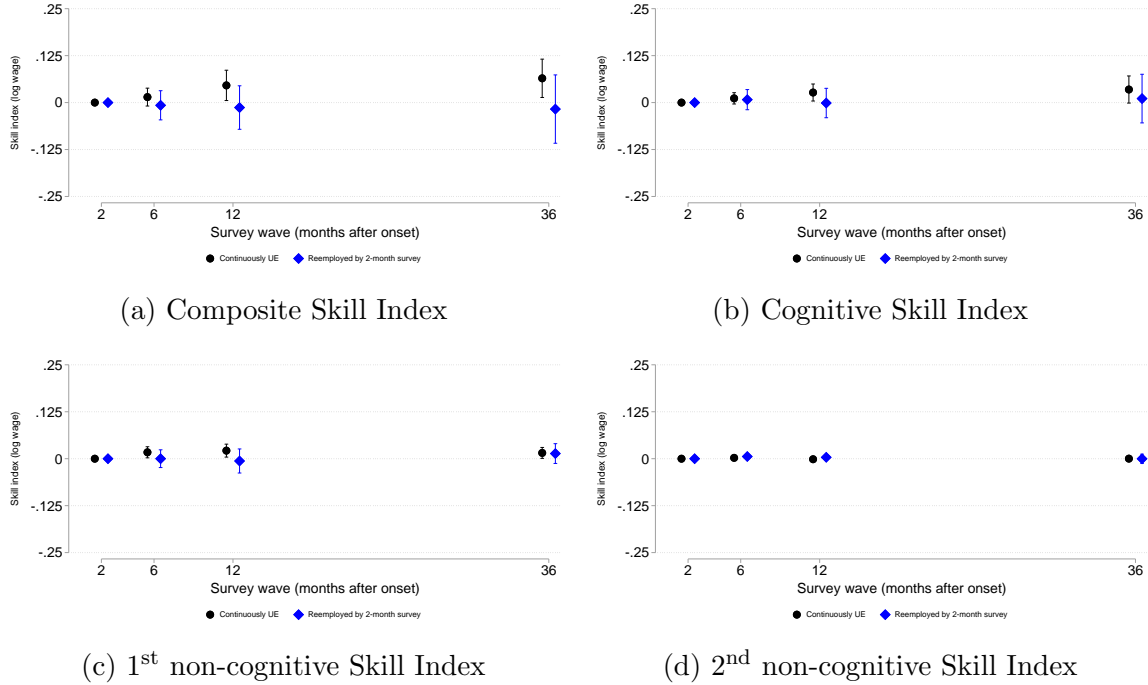 .25
.125
0
-.125
-.25
Skill index (log wage)
2 6 12 36
Survey wave (months after onset)
Continuously UE Reemployed by 2-month survey
(a) Composite Skill Index
.25
.125
0
-.125
-.25
Skill index (log wage)
2 6 12 36
Survey wave (months after onset)
Continuously UE Reemployed by 2-month survey
(b) Cognitive Skill Index
.25
.125
0
-.125
-.25
Skill index (log wage)
2 6 12 36
Survey wave (months after onset)
Continuously UE Reemployed by 2-month survey
(c) 1st non-cognitive Skill Index
.25
.125
0
-.125
-.25
Skill index (log wage)
2 6 12 36
Survey wave (months after onset)
Continuously UE Reemployed by 2-month survey
(d) 2nd non-cognitive Skill Index